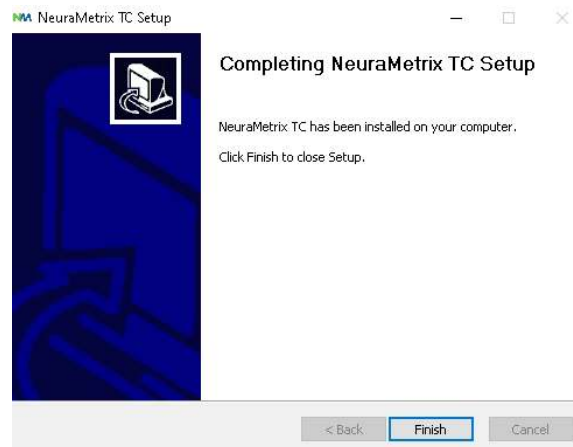 NM NeuraMetrix TC Setup
Completing NeuraMetrix TC Setup
NeuraMetrix TC has been installed on your computer.
Click Finish to close Setup.
< Back Finish Cancel